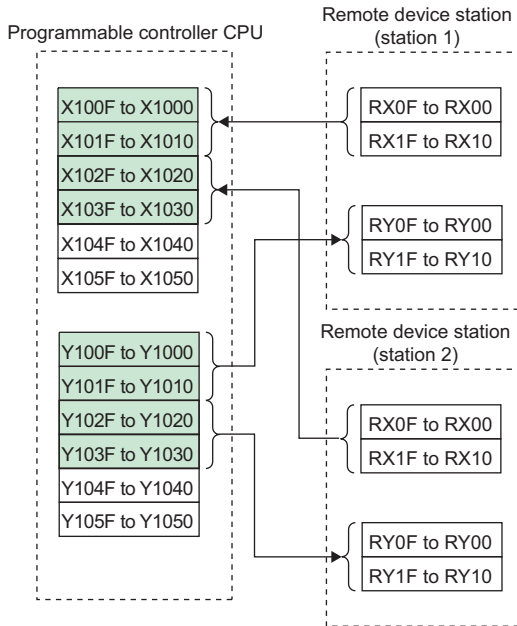 Programmable controller CPU
X100F to X1000
X101F to X1010
X102F to X1020
X103F to X1030
X104F to X1040
X105F to X1050
Y100F to Y1000
Y101F to Y1010
Y102F to Y1020
Y103F to Y1030
Y104F to Y1040
Y105F to Y1050
Remote device station
(station 1)
RX0F to RX00
RX1F to RX10
RY0F to RY00
RY1F to RY10
Remote device station
(station 2)
RX0F to RX00
RX1F to RX10
RY0F to RY00
RY1F to RY10